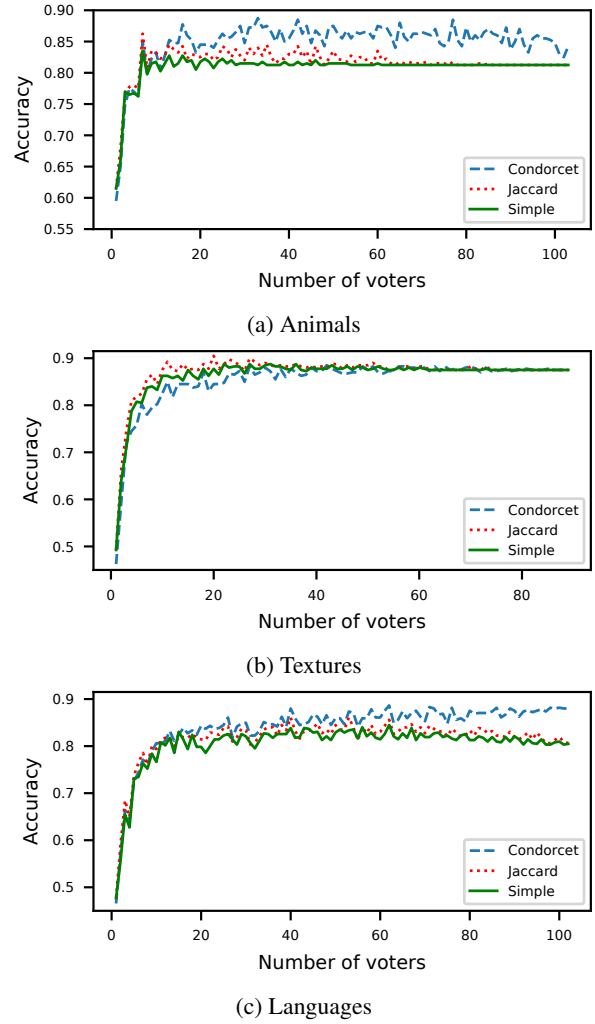 0.90
0.85
0.80
0.75
0.70
0.65
0.60
0.55
Accuracy
Condorcet
Jaccard
Simple
0 20 40 60 80 100
Number of voters
(a) Animals
0.9
0.8
0.7
0.6
0.5
Accuracy
Condorcet
Jaccard
Simple
0 20 40 60 80
Number of voters
(b) Textures
0.9
0.8
0.7
0.6
0.5
Accuracy
Condorcet
Jaccard
Simple
0 20 40 60 80 100
Number of voters
(c) Languages